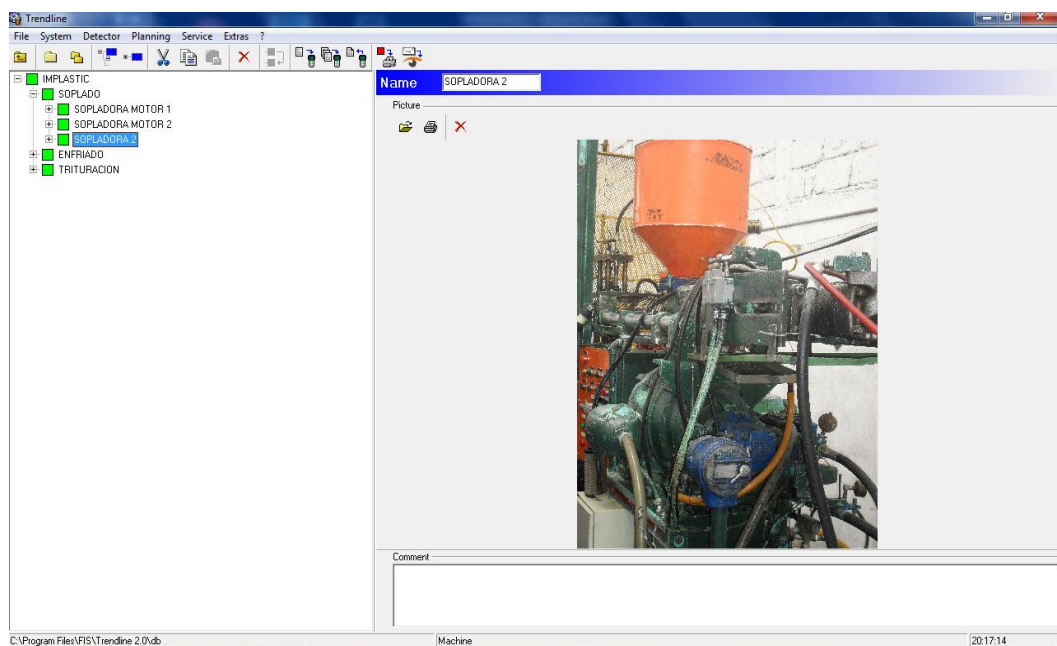 Trendline
File System Detector Planning Service Extras ?
IMPLASTIC
SOPLADO
SOPLADORA MOTOR 1
SOPLADORA MOTOR 2
SOPLADORA 2
ENFRIADO
TRITURACION
Name SOPLADORA 2
Picture
Comment
C:\Program Files\FIS\Trendline 2.0\db Machine 20:17:14